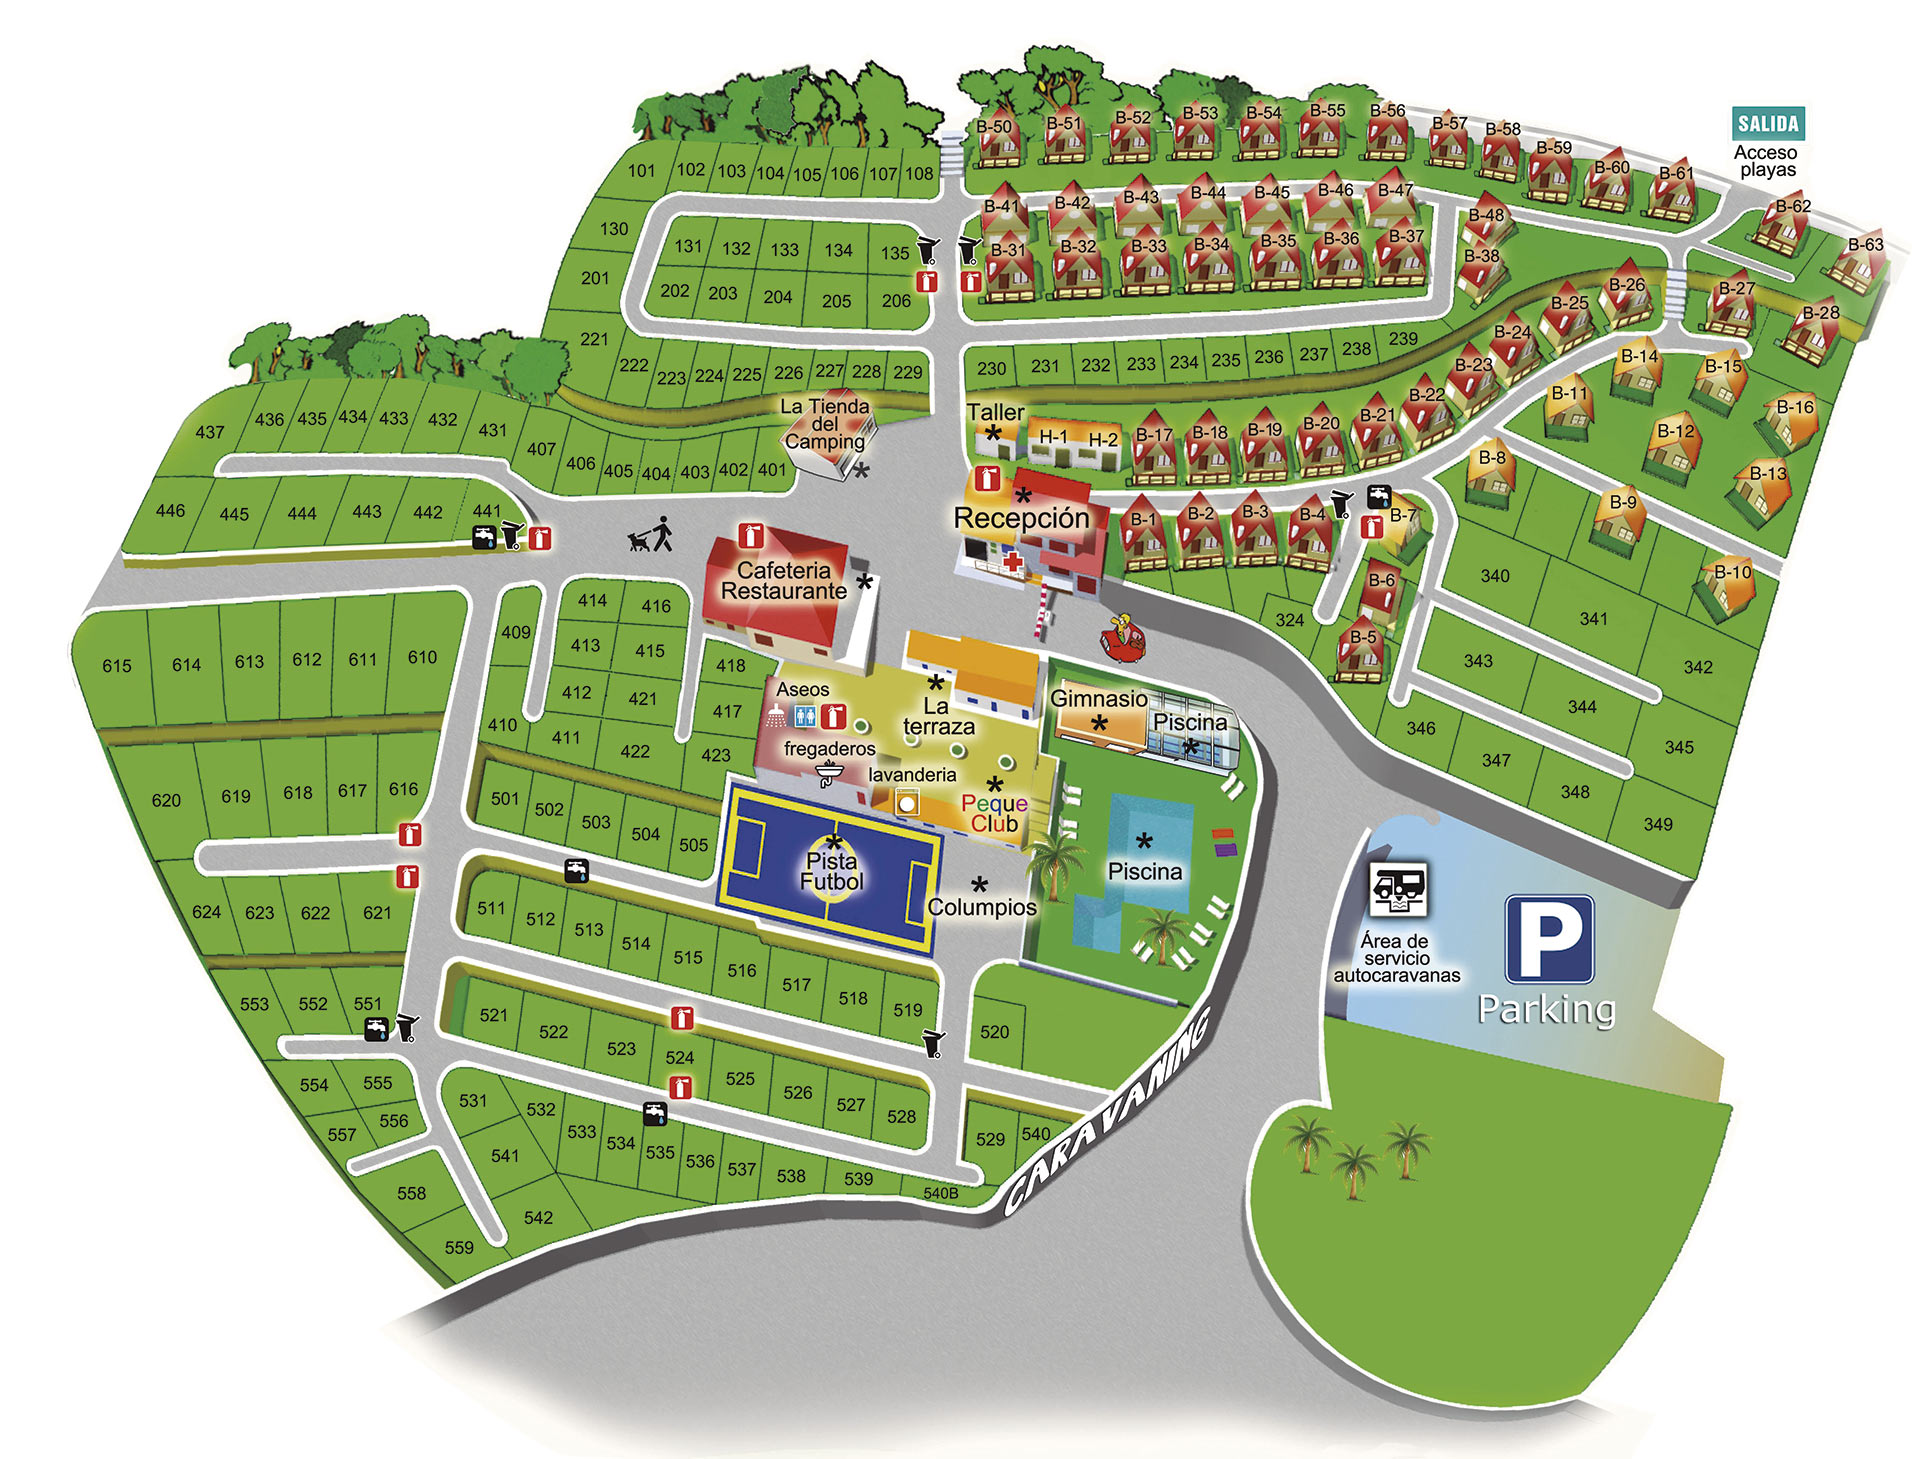 B-50 B-51 B-52 B-53 B-54 B-55 B-56 B-57 B-58 B-59 B-60 B-61
SALIDA
Acceso
playas
101 102 103 104 105 106 107 108
B-41 B-42 B-43 B-44 B-45 B-46 B-47 B-48
B-62
B-63
130
131 132 133 134 135
B-31 B-32 B-33 B-34 B-35 B-36 B-37 B-38
201
202 203 204 205 206
B-25 B-26 B-27 B-28
221
222 223 224 225 226 227 228 229
230 231 232 233 234 235 236 237 238 239
B-24
B-23
B-22
B-21
B-14 B-15
B-11
B-16
B-12
B-13
La Tienda
del
Camping
Taller
H-1 H-2
B-17 B-18 B-19 B-20
437 436 435 434 433 432 431
407 406 405 404 403 402 401
446 445 444 443 442 441
B-8
B-9
B-10
Recepción
B-1 B-2 B-3 B-4
B-7
B-6
B-5
Cafeteria
Restaurante
340
341
342
324
343
344
345
346
347
348
349
409
414 416
413 415
412 421
410 411 422
418
417
423
615 614 613 612 611 610
Aseos
fregaderos
lavanderia
La
terraza
Peque
Club
Gimnasio
Piscina
620 619 618 617 616
501 502 503 504 505
Pista
Futbol
Columpios
Piscina
624 623 622 621
511 512 513 514 515 516 517 518 519
520
Área de
servicio
autocaravanas
P
Parking
553 552 551
521 522 523 524 525 526 527 528
529 540
CARAVANING
554 555
556
557
558
559
531 532 533 534 535 536 537 538 539 540B
541
542